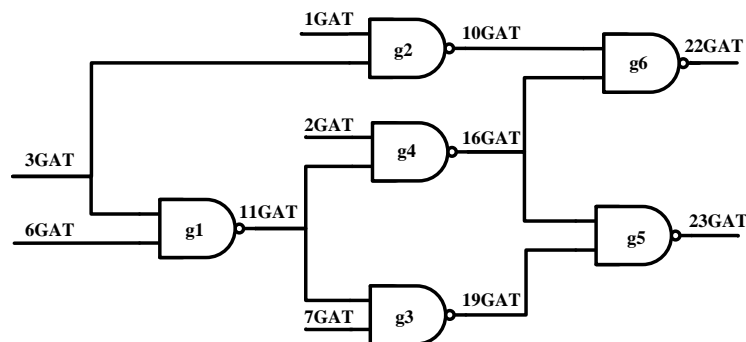 1GAT
10GAT
22GAT
g2
g6
2GAT
16GAT
3GAT
g4
11GAT
23GAT
6GAT
g1
g5
19GAT
7GAT
g3